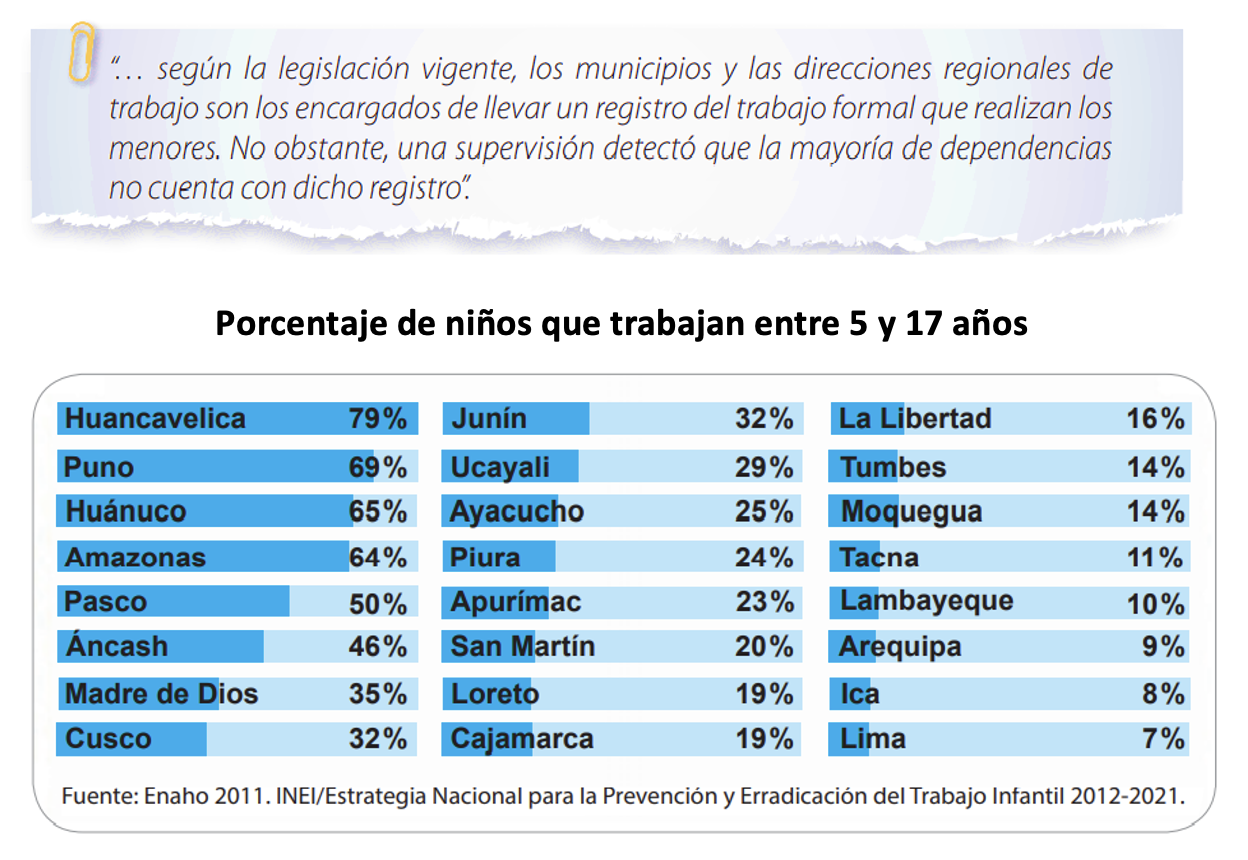 “… según la legislación vigente, los municipios y las direcciones regionales de
trabajo son los encargados de llevar un registro del trabajo formal que realizan los
menores. No obstante, una supervisión detectó que la mayoría de dependencias
no cuenta con dicho registro”.
Porcentaje de niños que trabajan entre 5 y 17 años
Huancavelica 79%
Puno 69%
Huánuco 65%
Amazonas 64%
Pasco 50%
Áncash 46%
Madre de Dios 35%
Cusco 32%
Junín 32%
Ucayali 29%
Ayacucho 25%
Piura 24%
Apurímac 23%
San Martín 20%
Loreto 19%
Cajamarca 19%
La Libertad 16%
Tumbes 14%
Moquegua 14%
Tacna 11%
Lambayeque 10%
Arequipa 9%
Ica 8%
Lima 7%
Fuente: Enaho 2011. INEI/Estrategia Nacional para la Prevención y Erradicación del Trabajo Infantil 2012-2021.